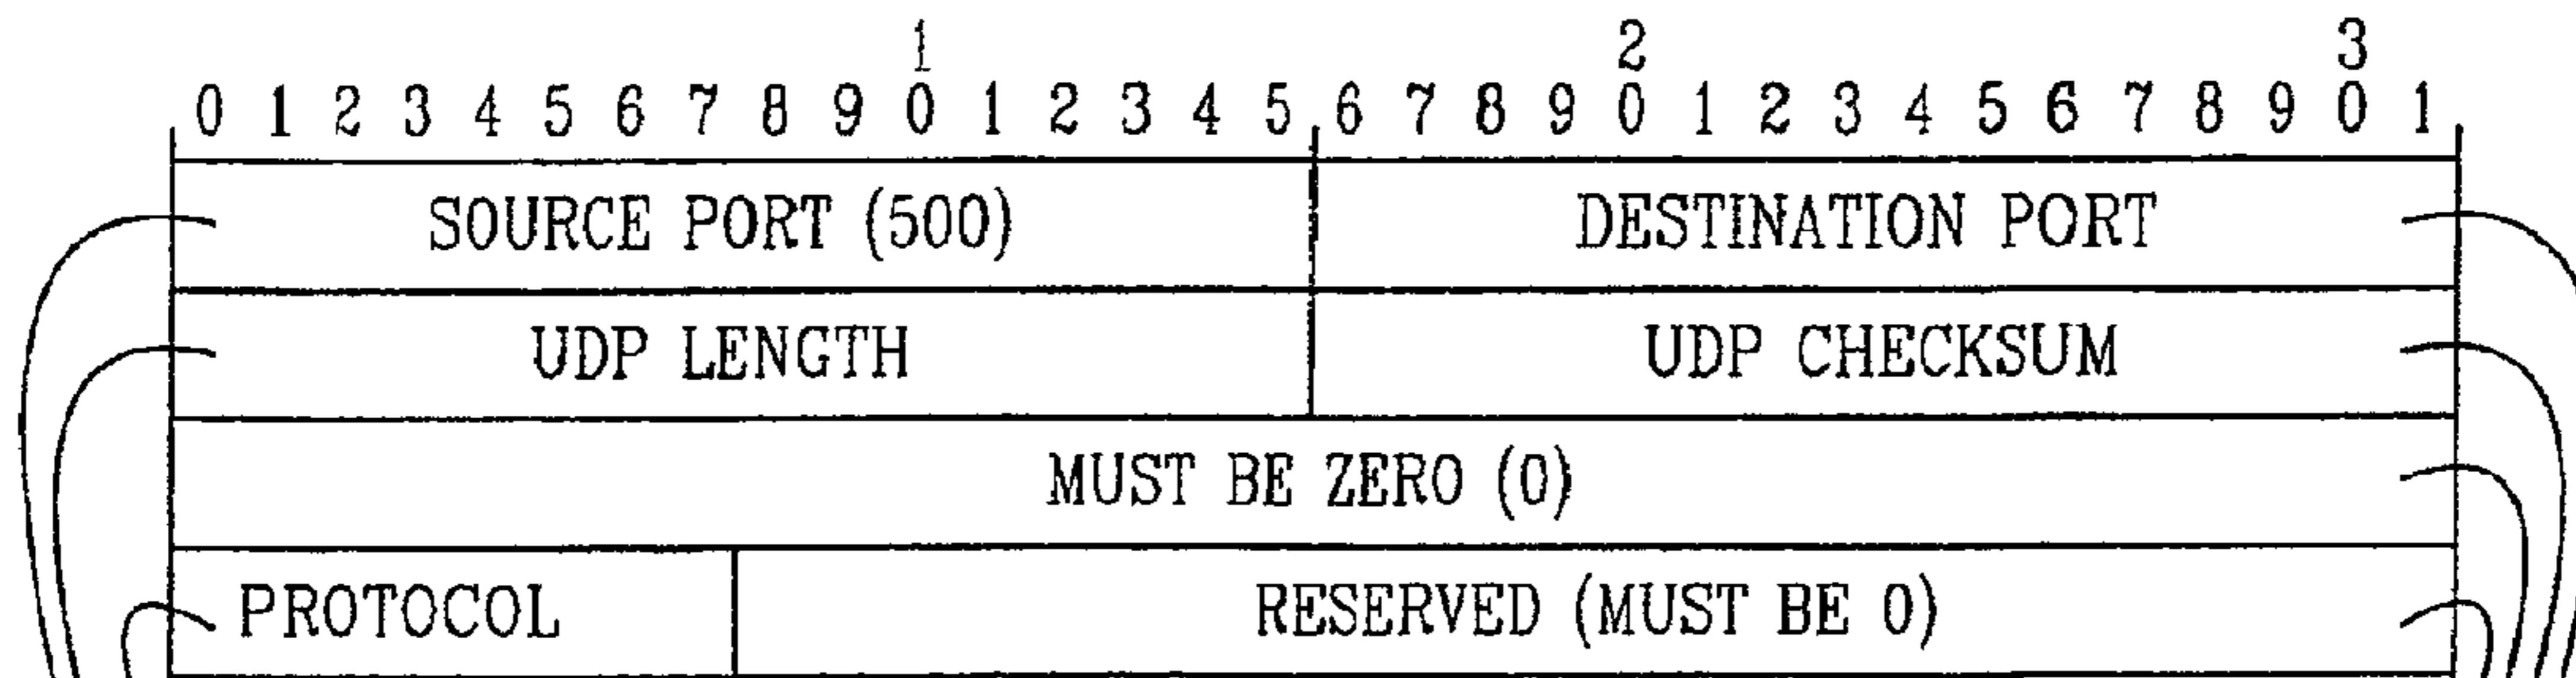 1 2 3
0 1 2 3 4 5 6 7 8 9 0 1 2 3 4 5 6 7 8 9 0 1 2 3 4 5 6 7 8 9 0 1
SOURCE PORT (500) DESTINATION PORT
UDP LENGTH UDP CHECKSUM
MUST BE ZERO (0)
PROTOCOL RESERVED (MUST BE 0)